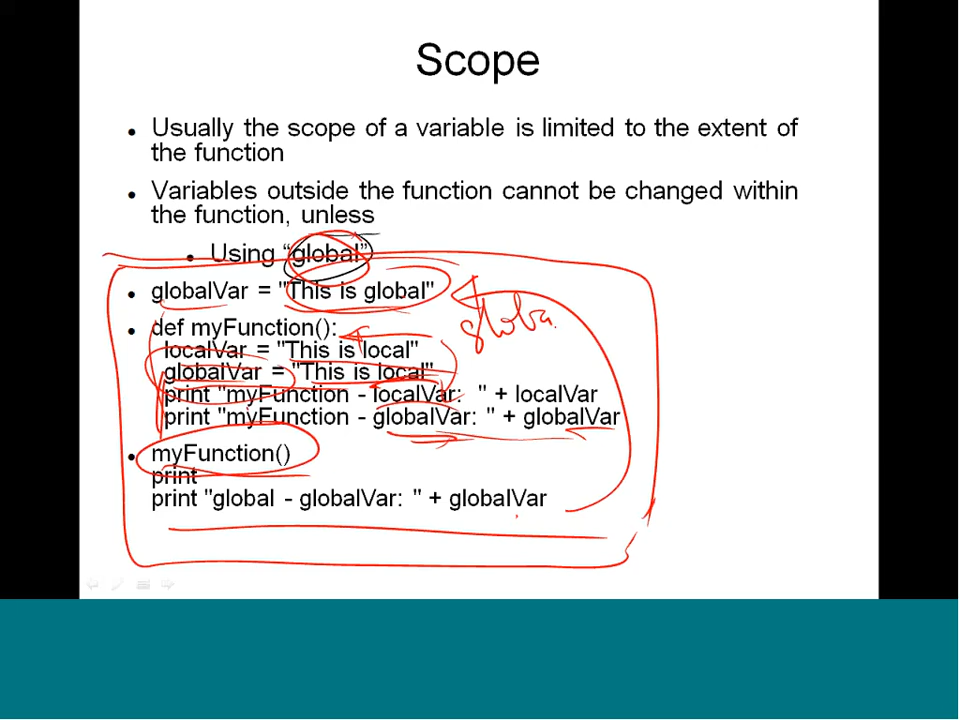 Scope
Usually the scope of a variable is limited to the extent of
the function
Variables outside the function cannot be changed within
the function, unless
Using “global”
globalVar = "This is global"
globa
def myFunction():
localVar = "This is local"
globalVar = "This is local"
print "myFunction - localVar:  " + localVar
print "myFunction - globalVar: " + globalVar
myFunction()
print
print "global - globalVar: " + globalVar